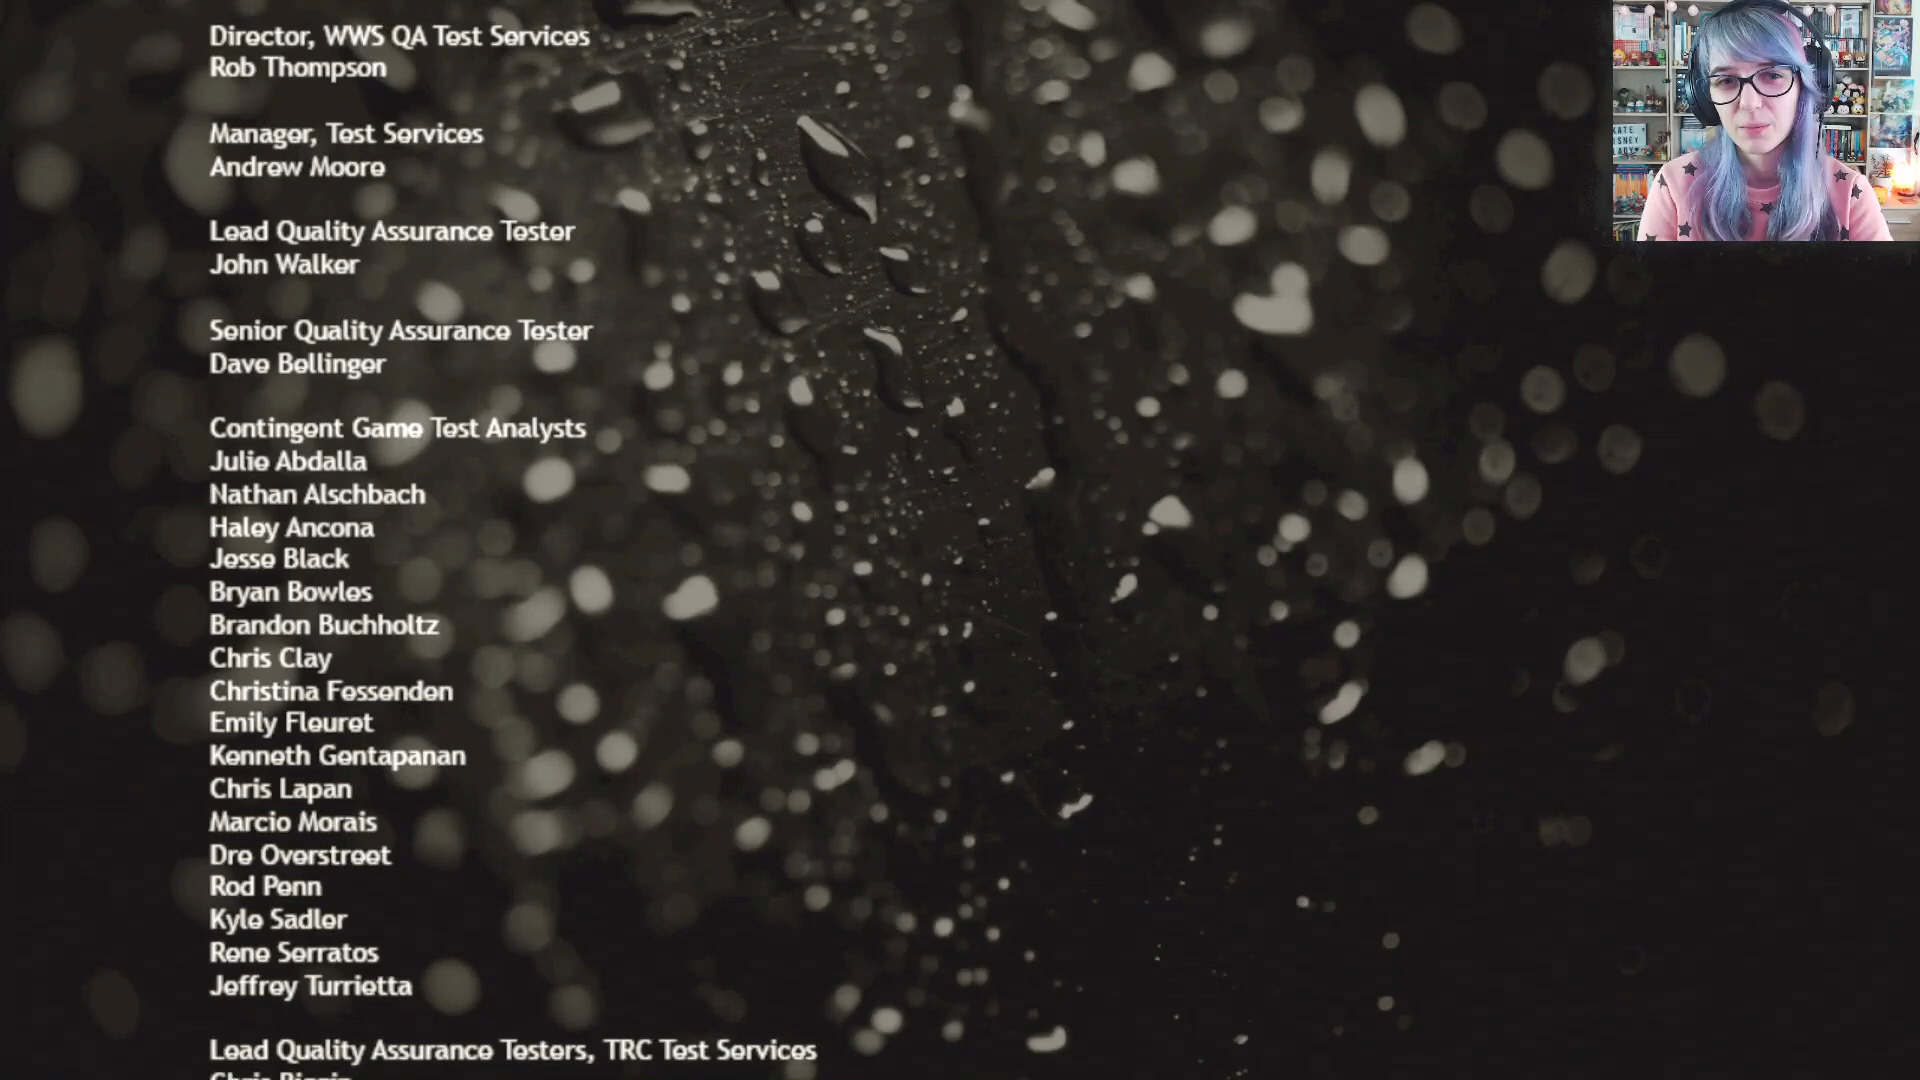 Director, WWS QA Test Services
Rob Thompson
Manager, Test Services
Andrew Moore
Lead Quality Assurance Tester
John Walker
Senior Quality Assurance Tester
Dave Bellinger
Contingent Game Test Analysts
Julie Abdalla
Nathan Alschbach
Haley Ancona
Jesse Black
Bryan Bowles
Brandon Buchholtz
Chris Clay
Christina Fessenden
Emily Fleuret
Kenneth Gentapanan
Chris Lapan
Marcio Morais
Dre Overstreet
Rod Penn
Kyle Sadler
Rene Serratos
Jeffrey Turrietta
Lead Quality Assurance Testers, TRC Test Services
Chris